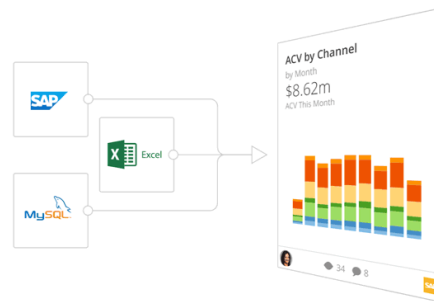 SAP
Excel
MySQL
ACV by Channel
by Month
$8.62m
ACV This Month
34
8
SAP